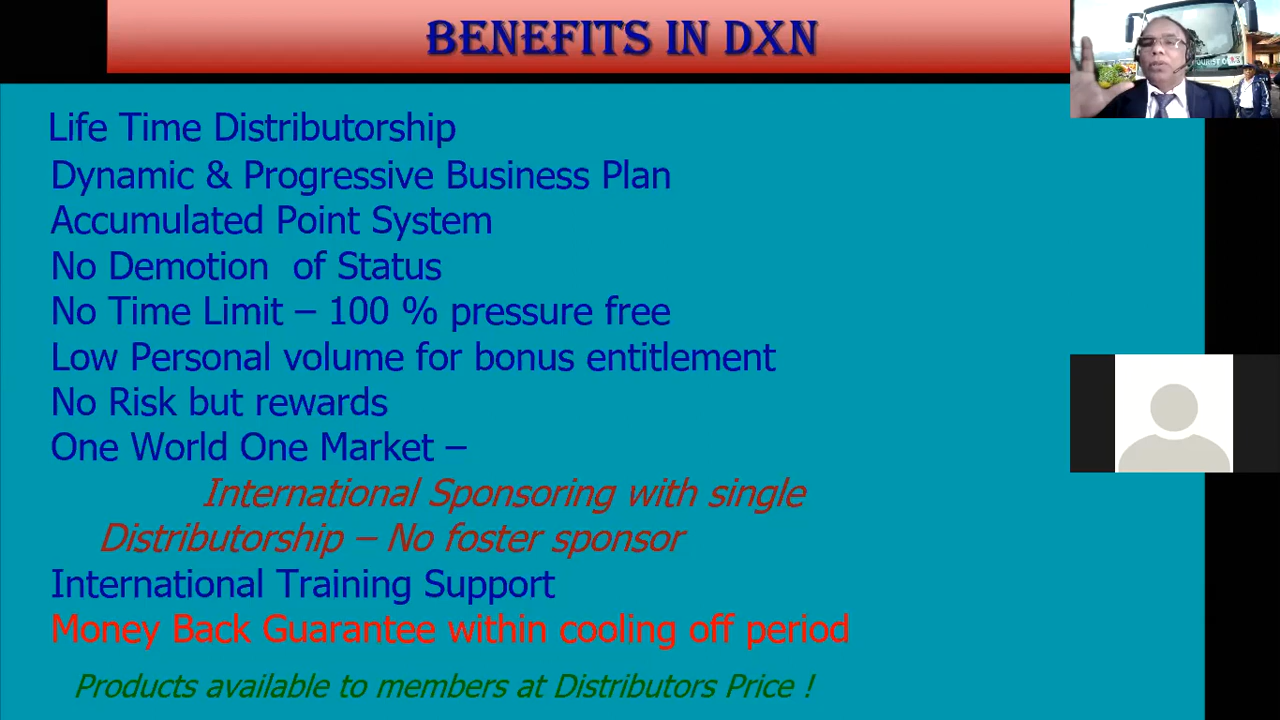 BENEFITS IN DXN
Life Time Distributorship
Dynamic & Progressive Business Plan
Accumulated Point System
No Demotion of Status
No Time Limit – 100 % pressure free
Low Personal volume for bonus entitlement
No Risk but rewards
One World One Market –
International Sponsoring with single
Distributorship – No foster sponsor
International Training Support
Money Back Guarantee within cooling off period
Products available to members at Distributors Price !